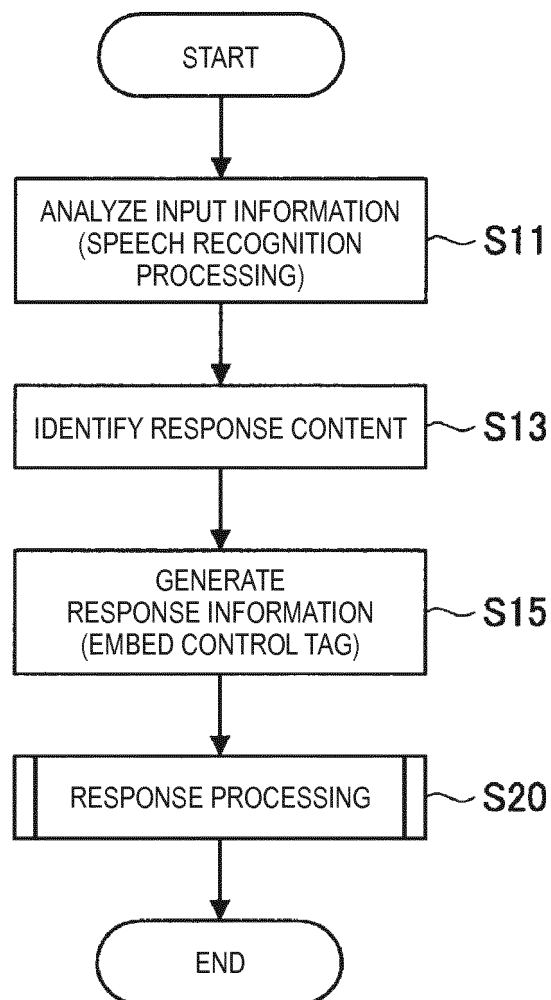 START
ANALYZE INPUT INFORMATION
(SPEECH RECOGNITION
PROCESSING)
S11
IDENTIFY RESPONSE CONTENT
S13
GENERATE
RESPONSE INFORMATION
(EMBED CONTROL TAG)
S15
RESPONSE PROCESSING
S20
END